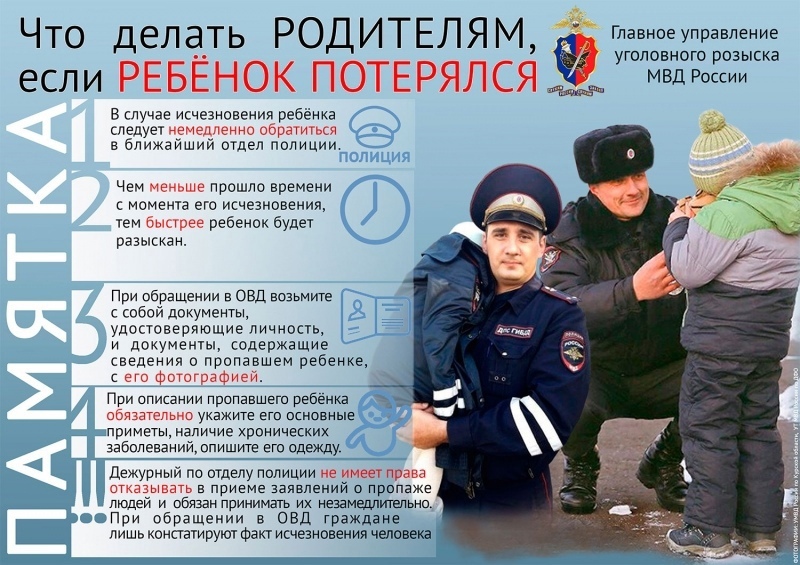 Что делать РОДИТЕЛЯМ,
если РЕБЁНОК ПОТЕРЯЛСЯ
Главное управление
уголовного розыска
МВД России
ПАМЯТКА
1
В случае исчезновения ребёнка
следует немедленно обратиться
в ближайший отдел полиции.
ПОЛИЦИЯ
2
Чем меньше прошло времени
с момента его исчезновения,
тем быстрее ребенок будет
разыскан.
3
При обращении в ОВД возьмите
с собой документы,
удостоверяющие личность,
и документы, содержащие
сведения о пропавшем ребенке,
с его фотографией.
4
При описании пропавшего ребёнка
обязательно укажите его основные
приметы, наличие хронических
заболеваний, опишите его одежду.
!!!
Дежурный по отделу полиции не имеет права
отказывать в приеме заявлений о пропаже
людей и обязан принимать их незамедлительно.
При обращении в ОВД граждане
лишь констатируют факт исчезновения человека
ДПС ГИБДД
РОССИЯ